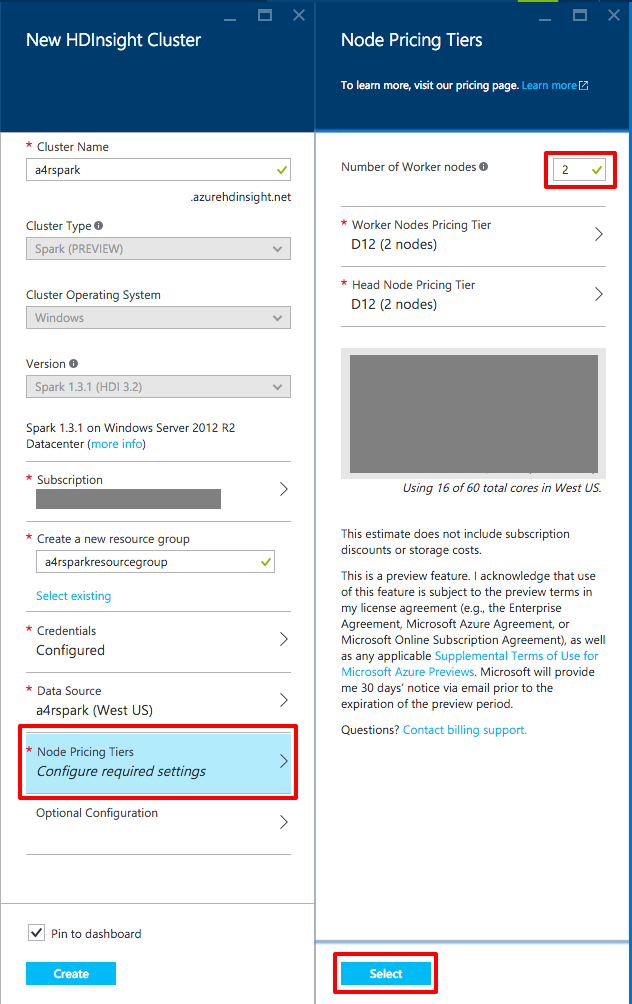 New HDInsight Cluster
* Cluster Name
a4rspark
.azurehdinsight.net
Cluster Type
Spark (PREVIEW)
Cluster Operating System
Windows
Version
Spark 1.3.1 (HDI 3.2)
Spark 1.3.1 on Windows Server 2012 R2
Datacenter (more info)
* Subscription
* Create a new resource group
a4rsparkresourcegroup
Select existing
* Credentials
Configured
* Data Source
a4rspark (West US)
* Node Pricing Tiers
Configure required settings
Optional Configuration
Pin to dashboard
Create
Node Pricing Tiers
To learn more, visit our pricing page. Learn more
Number of Worker nodes
2
* Worker Nodes Pricing Tier
D12 (2 nodes)
* Head Node Pricing Tier
D12 (2 nodes)
Using 16 of 60 total cores in West US.
This estimate does not include subscription
discounts or storage costs.
This is a preview feature. I acknowledge that use
of this feature is subject to the preview terms in
my license agreement (e.g., the Enterprise
Agreement, Microsoft Azure Agreement, or
Microsoft Online Subscription Agreement), as well
as any applicable Supplemental Terms of Use for
Microsoft Azure Previews. Microsoft will provide
me 30 days' notice via email prior to the
expiration of the preview period.
Questions? Contact billing support.
Select